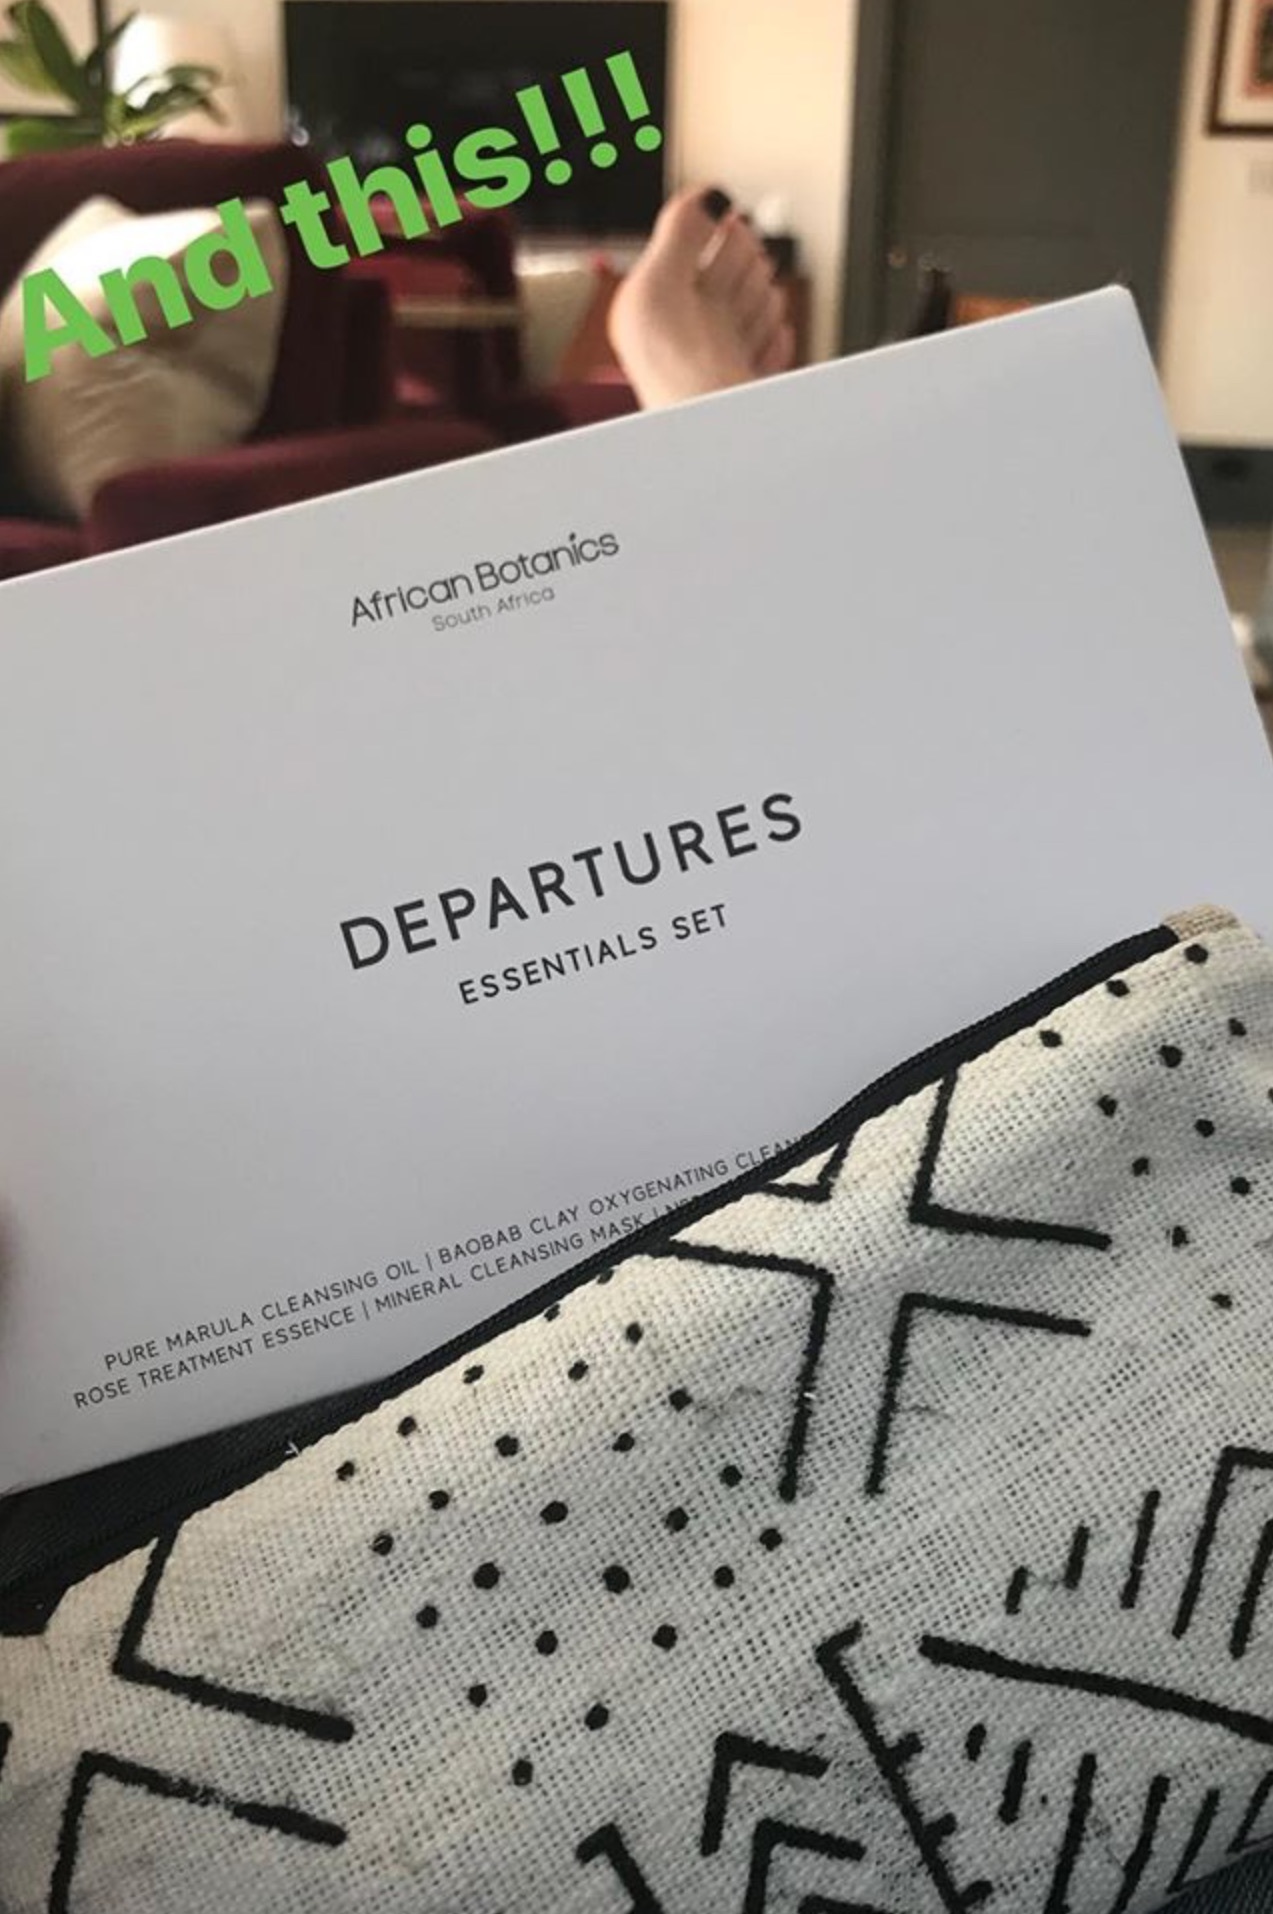 And this!!!
African Botanics
South Africa
DEPARTURES
ESSENTIALS SET
PURE MARULA CLEANSING OIL | BAOBAB CLAY OXYGENATING
ROSE TREATMENT ESSENCE | MINERAL CLEANSING MASK |